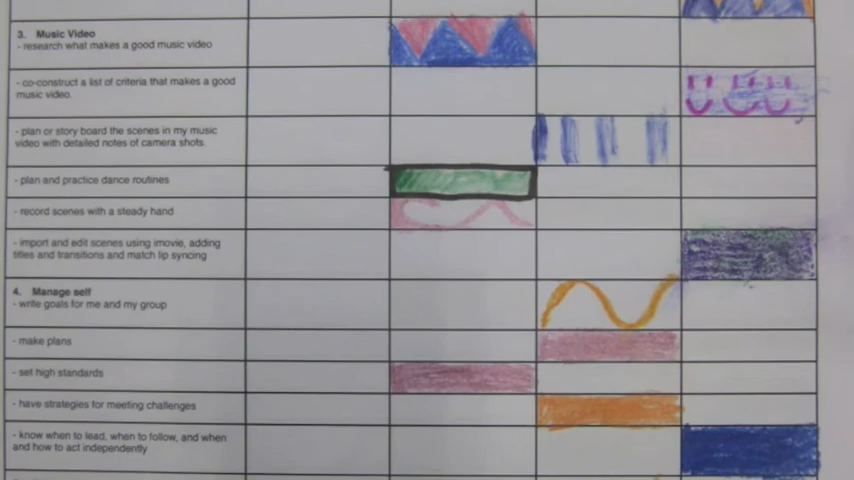 3. Music Video
- research what makes a good music video
- co-construct a list of criteria that makes a good
music video.
- plan or story board the scenes in my music
video with detailed notes of camera shots.
- plan and practice dance routines
- record scenes with a steady hand
- import and edit scenes using imovie, adding
titles and transitions and match lip syncing
4. Manage self
- write goals for me and my group
- make plans
- set high standards
- have strategies for meeting challenges
- know when to lead, when to follow, and when
and how to act independently